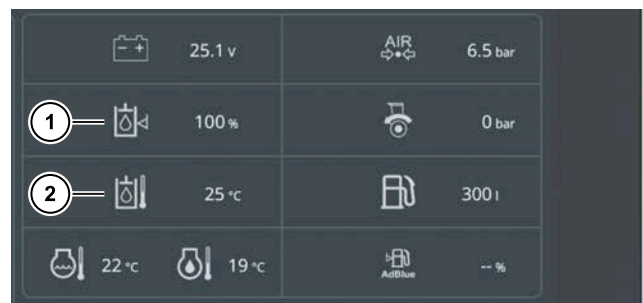 25.1 v AIR 6.5 bar
1 100 % 0 bar
2 25 °C 300 l
22 °C 19 °C AdBlue -- %